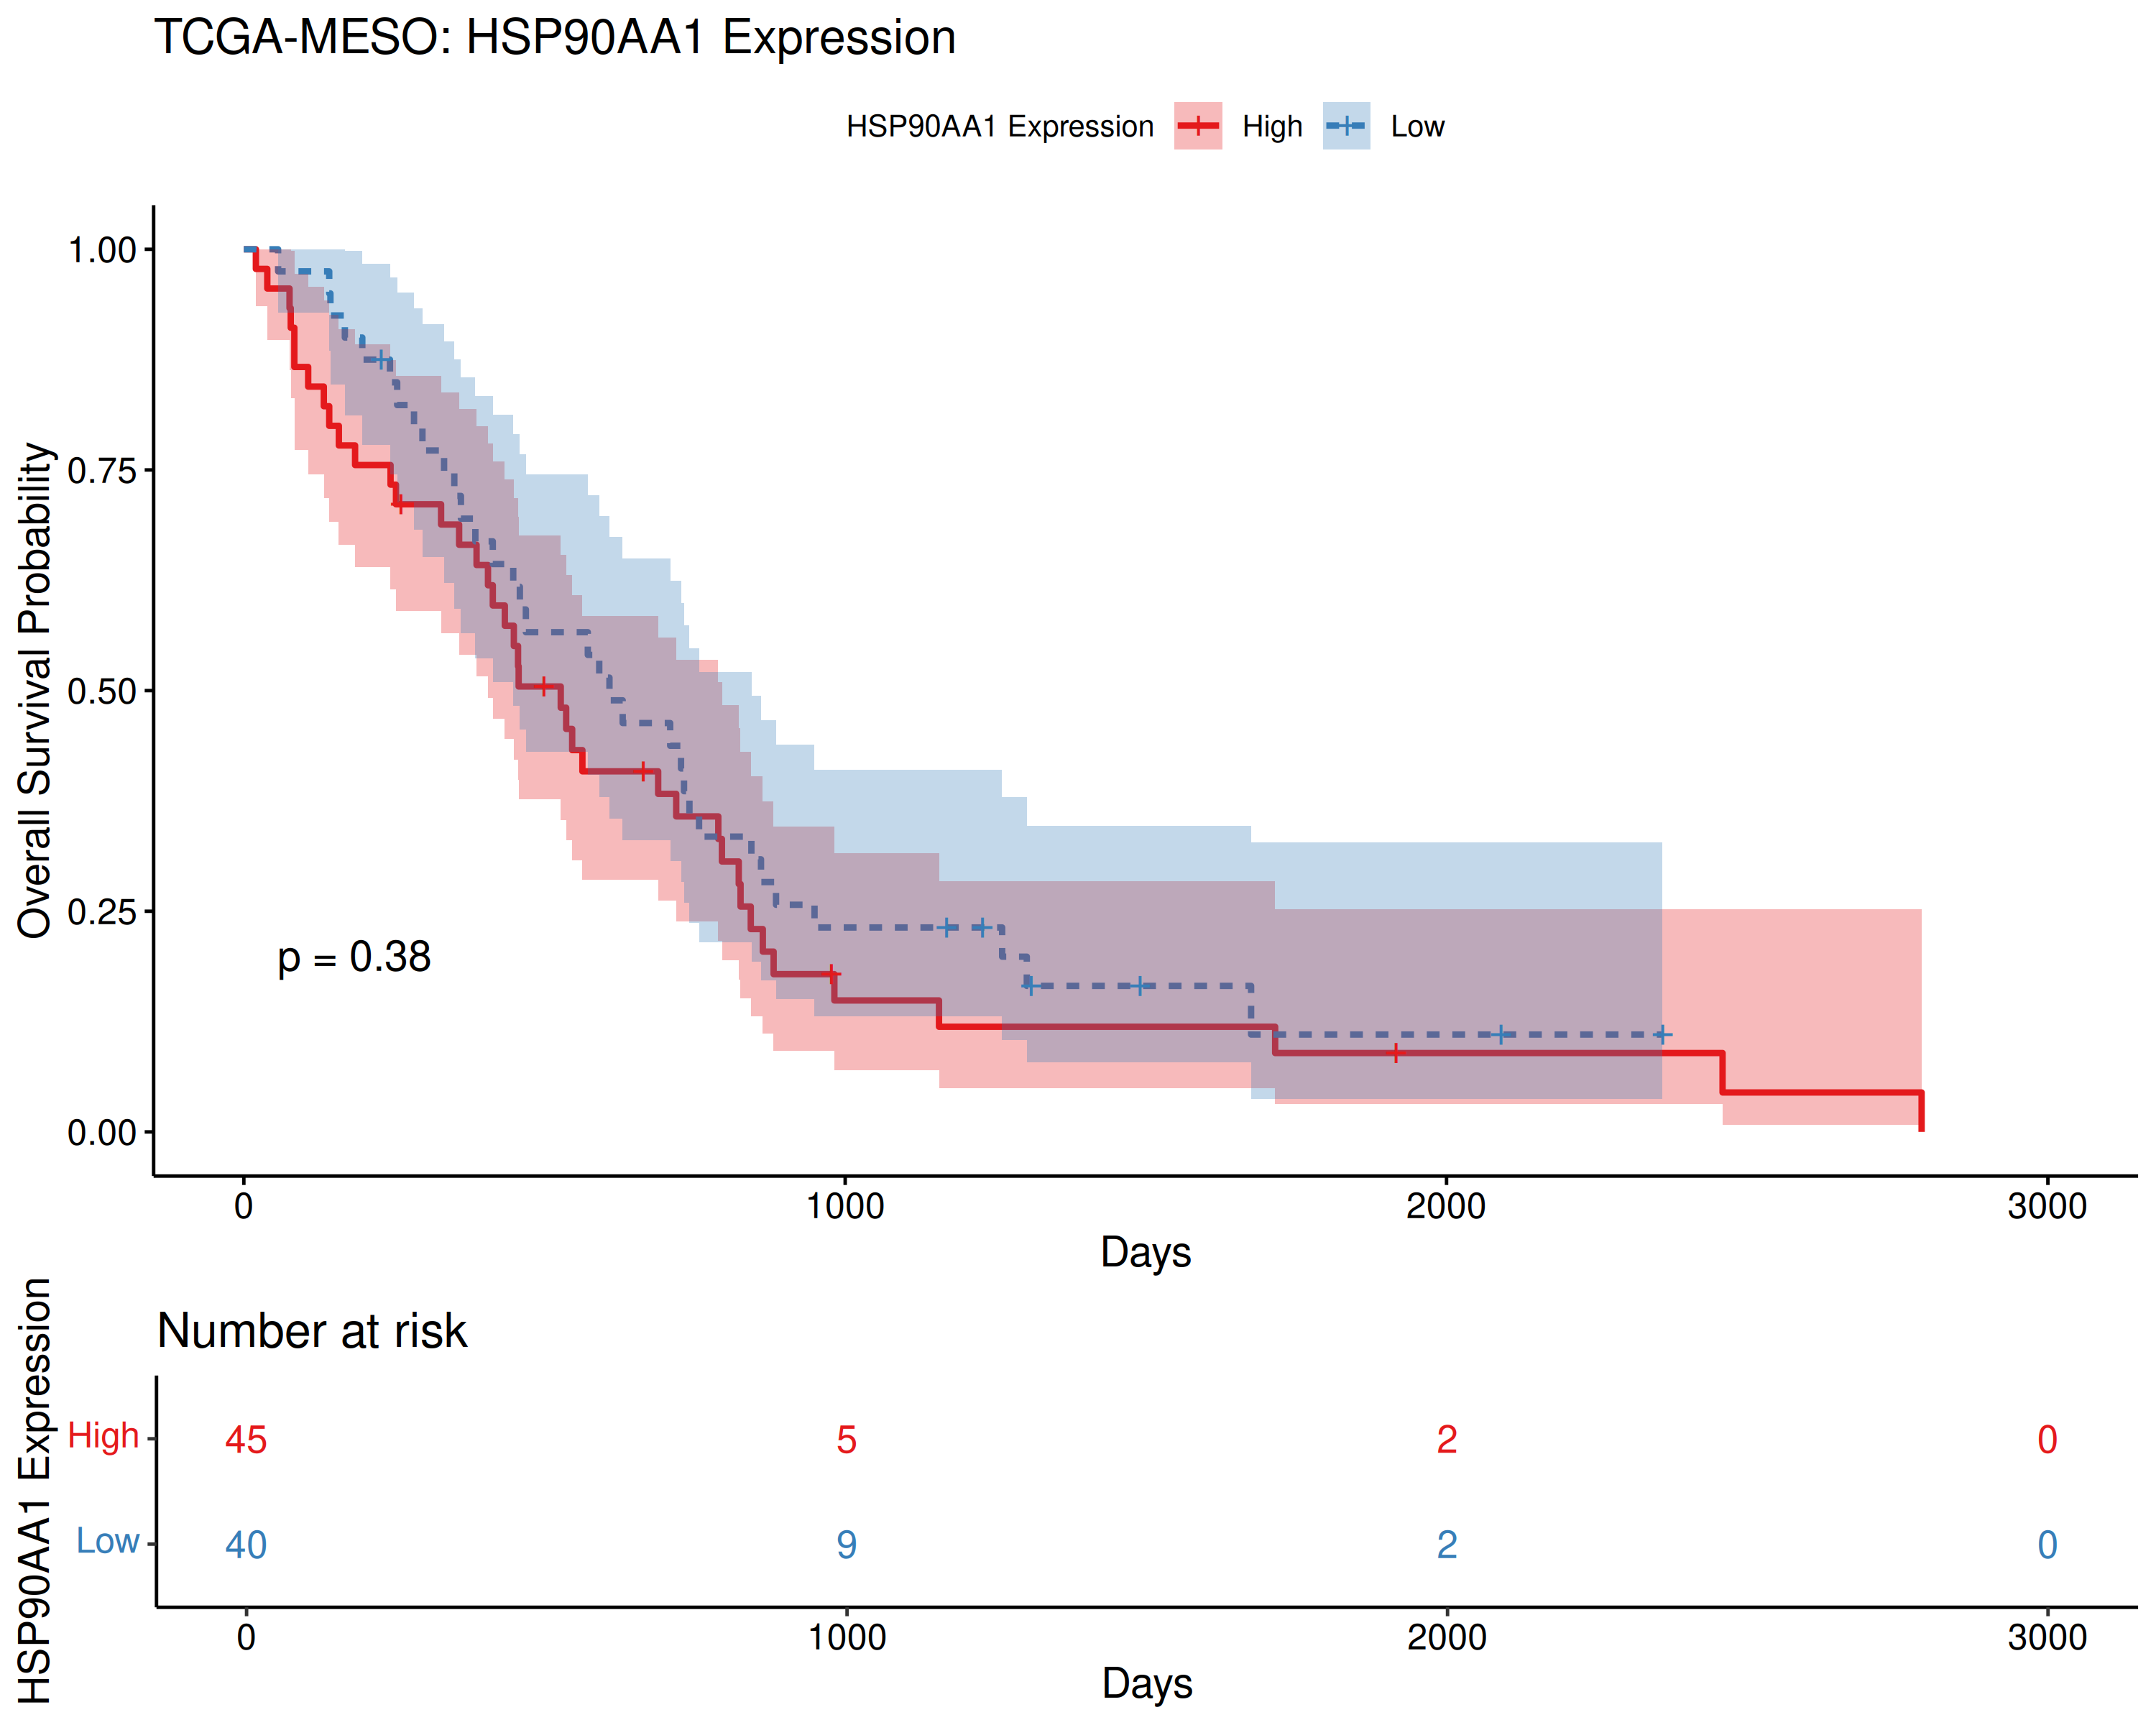 TCGA-MESO: HSP90AA1 Expression
HSP90AA1 Expression High Low
Overall Survival Probability
1.00
0.75
0.50
0.25
0.00
p = 0.38
0 1000 2000 3000
Days
Number at risk
HSP90AA1 Expression
High 45 5 2 0
Low 40 9 2 0
0 1000 2000 3000
Days